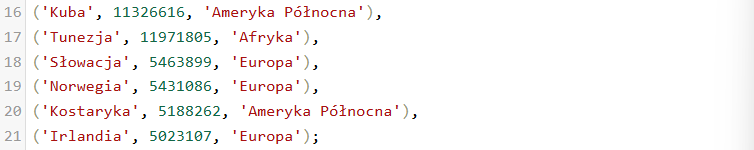 16 ('Kuba', 11326616, 'Ameryka Północna'),
17 ('Tunezja', 11971805, 'Afryka'),
18 ('Słowacja', 5463899, 'Europa'),
19 ('Norwegia', 5431086, 'Europa'),
20 ('Kostaryka', 5188262, 'Ameryka Północna'),
21 ('Irlandia', 5023107, 'Europa');